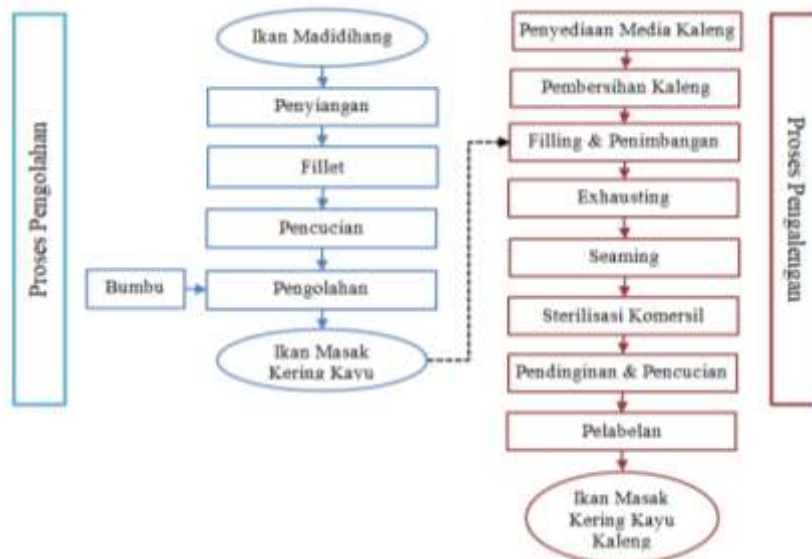 Proses Pengolahan
Ikan Madidihang
Penyiangan
Fillet
Pencucian
Bumbu
Pengolahan
Ikan Masak
Kering Kayu
Penyediaan Media Kaleng
Pembersihan Kaleng
Filling & Penimbangan
Exhausting
Seaming
Sterilisasi Komersil
Pendinginan & Pencucian
Pelabelan
Ikan Masak
Kering Kayu
Kaleng
Proses Pengalengan